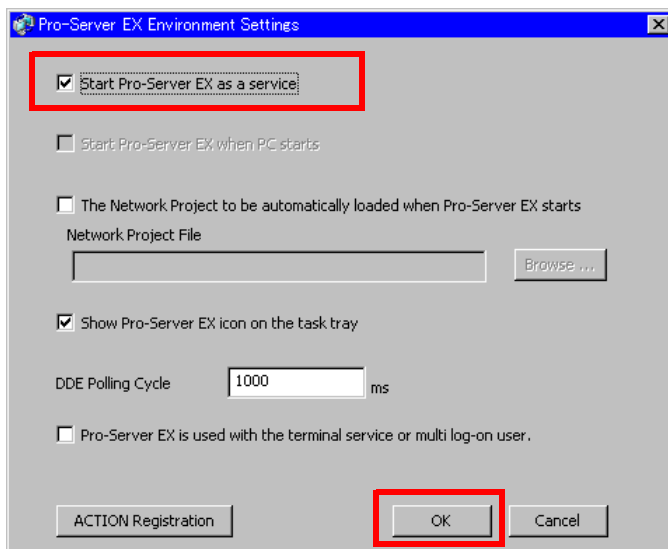 Pro-Server EX Environment Settings
Start Pro-Server EX as a service
Start Pro-Server EX when PC starts
The Network Project to be automatically loaded when Pro-Server EX starts
Network Project File
Browse ...
Show Pro-Server EX icon on the task tray
DDE Polling Cycle 1000 ms
Pro-Server EX is used with the terminal service or multi log-on user.
ACTION Registration OK Cancel